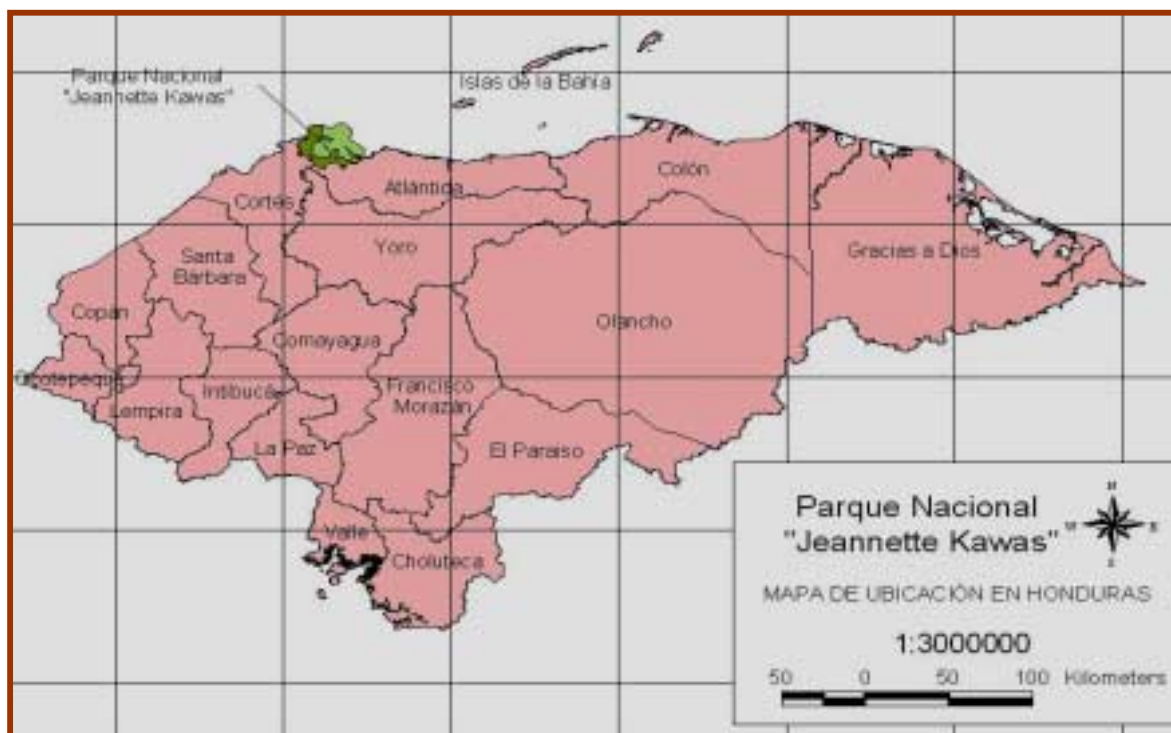 Parque Nacional
"Jeannette Kawas"
Islas de la Bahía
Colón
Atlántida
Cortés
Yoro
Santa
Bárbara
Gracias a Dios
Copán
Olancho
Comayagua
Ocotepeque
Intibucá
Francisco
Morazán
Lempira
La Paz
El Paraiso
Valle
Choluteca
Parque Nacional
"Jeannette Kawas"
MAPA DE UBICACIÓN EN HONDURAS
1:3000000
50 0 50 100 Kilometers